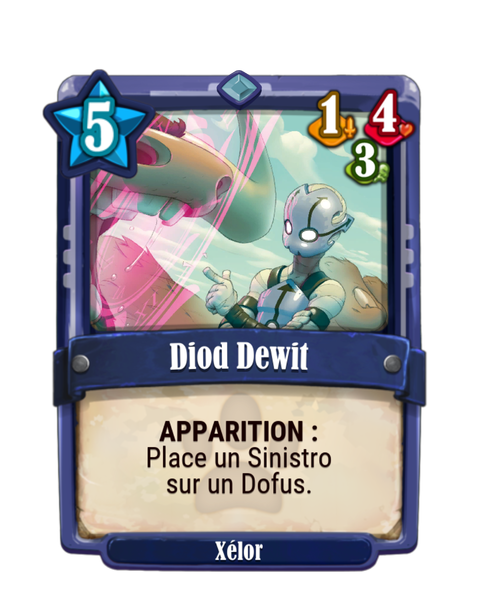 5
1
4
3
Diod Dewit
APPARITION :
Place un Sinistro
sur un Dofus.
Xélor